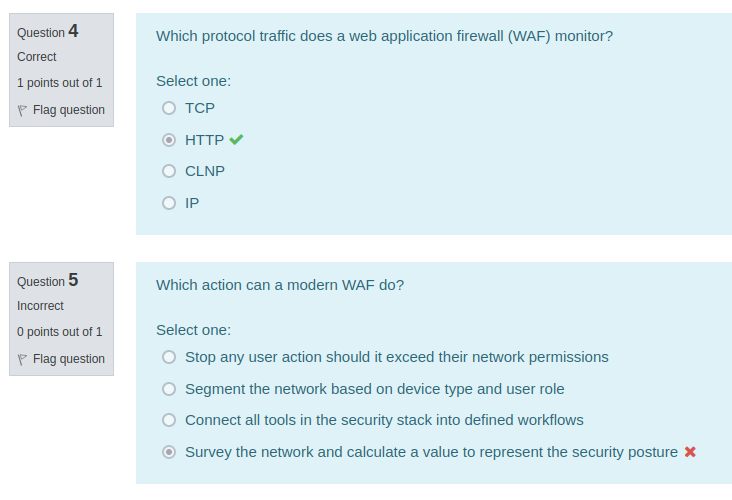 Question 4
Correct
1 points out of 1
Flag question
Which protocol traffic does a web application firewall (WAF) monitor?
Select one:
TCP
HTTP
CLNP
IP
Question 5
Incorrect
0 points out of 1
Flag question
Which action can a modern WAF do?
Select one:
Stop any user action should it exceed their network permissions
Segment the network based on device type and user role
Connect all tools in the security stack into defined workflows
Survey the network and calculate a value to represent the security posture